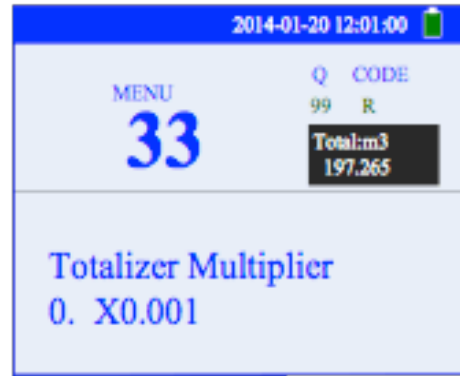 2014-01-20 12:01:00
MENU
33
Q CODE
99 R
Total:m3
197.265
Totalizer Multiplier
0. X0.001